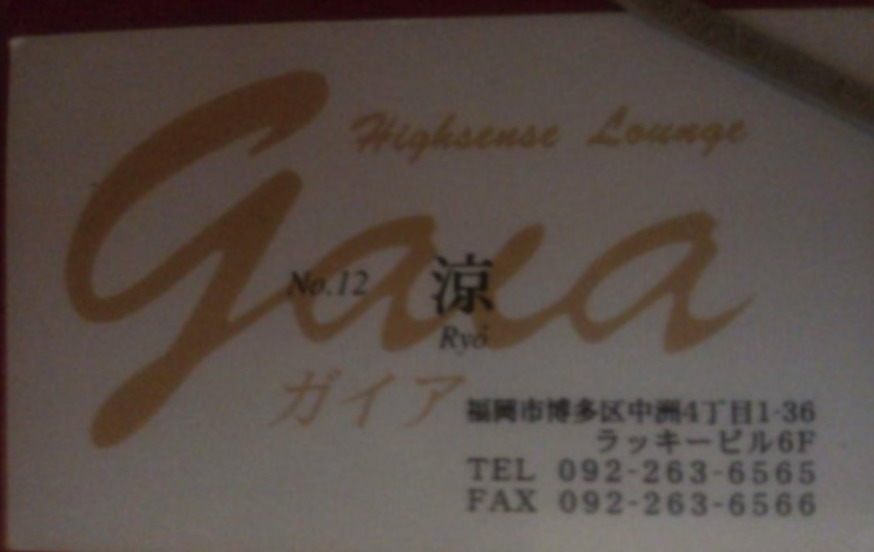 Highsense Lounge
Gaia
No.12 涼
Ryó
ガイア
福岡市博多区中洲4丁目1-36
ラッキービル6F
TEL 092-263-6565
FAX 092-263-6566